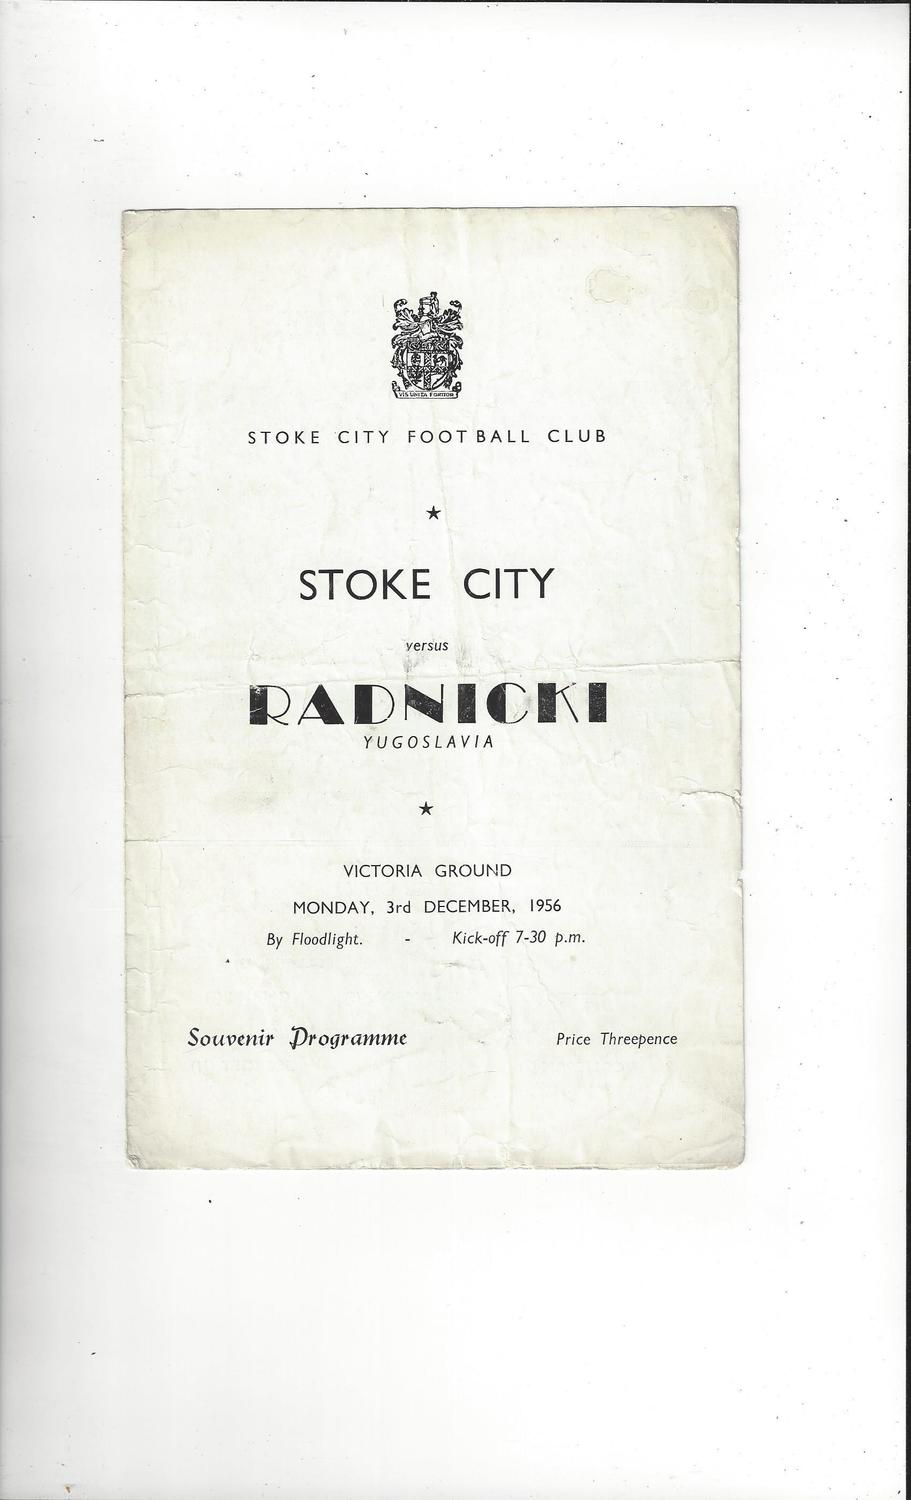 VIS UNITA FORTIOR
STOKE CITY FOOTBALL CLUB
STOKE CITY
versus
RADNICKI
YUGOSLAVIA
VICTORIA GROUND
MONDAY, 3rd DECEMBER, 1956
By Floodlight. - Kick-off 7-30 p.m.
Souvenir Programme Price Threepence